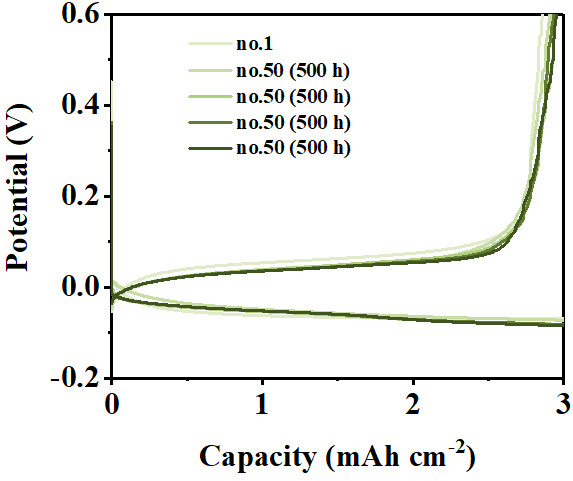 0.6
0.4
0.2
0.0
-0.2
Potential (V)
no.1
no.50 (500 h)
no.50 (500 h)
no.50 (500 h)
no.50 (500 h)
0 1 2 3
Capacity (mAh cm⁻²)